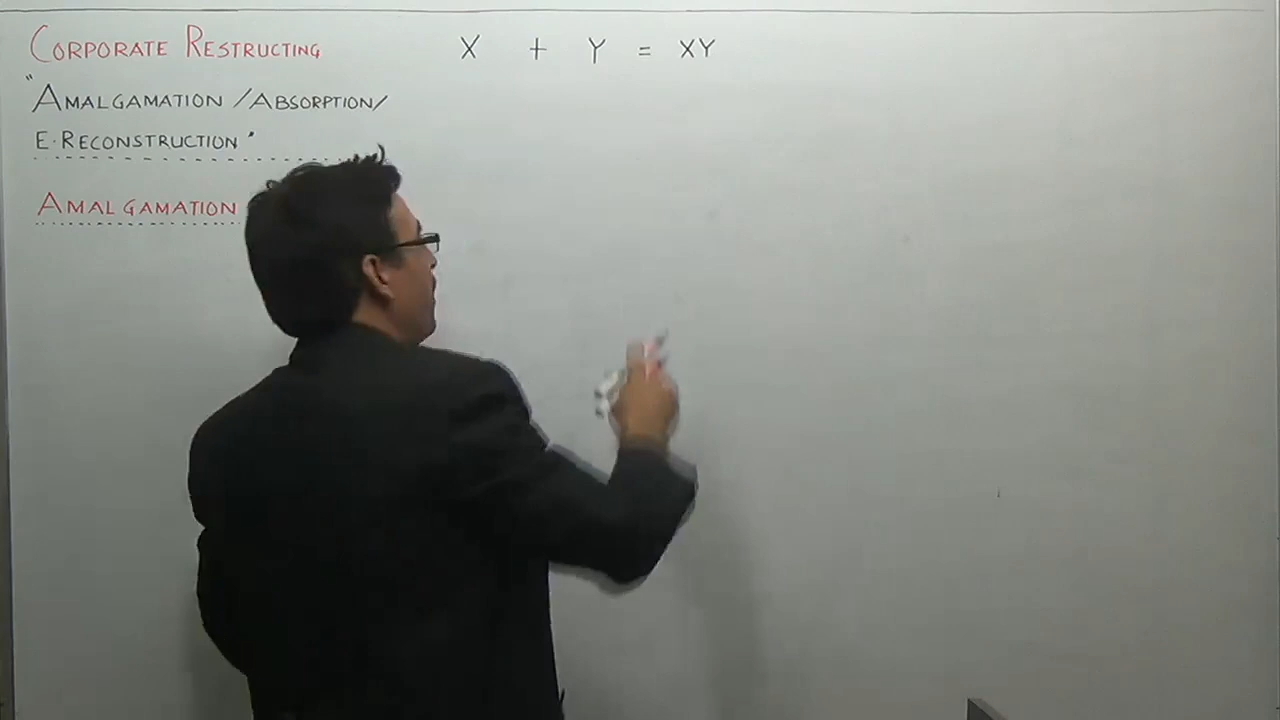 CORPORATE RESTRUCTING
X + Y = XY
"AMALGAMATION /ABSORPTION/
E.RECONSTRUCTION"
AMALGAMATION